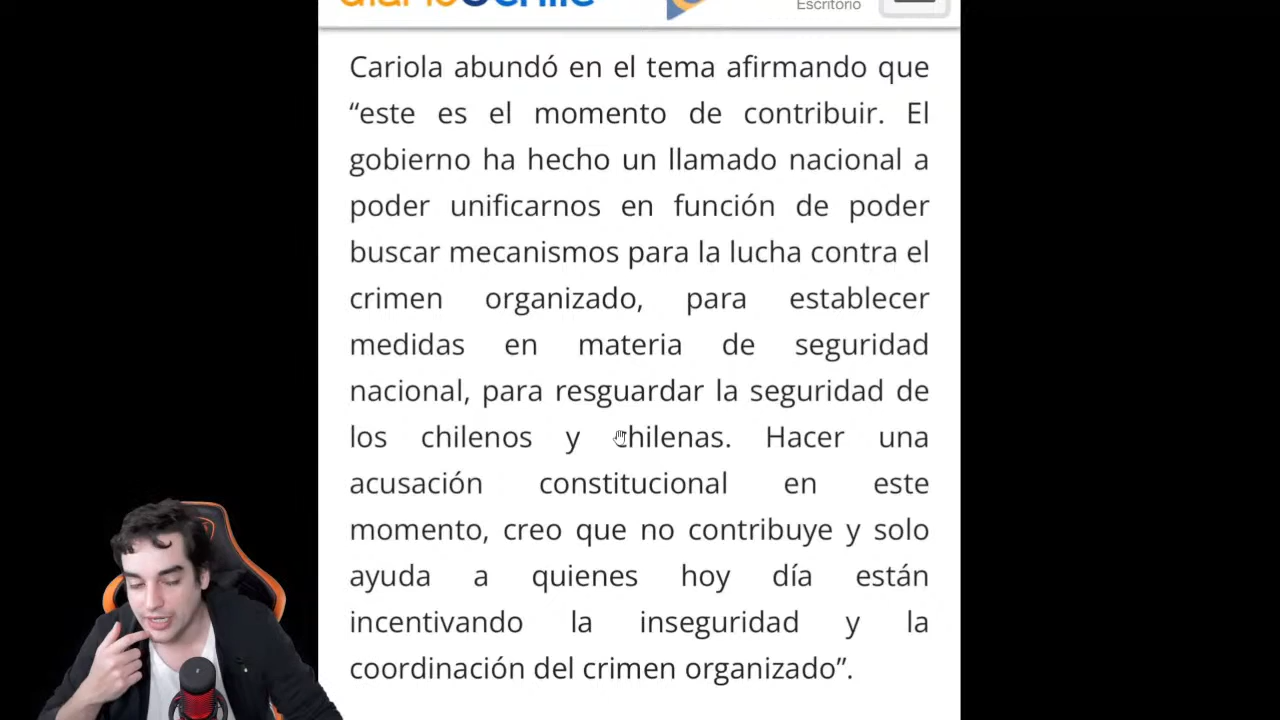 Escritorio
Cariola abundó en el tema afirmando que
“este es el momento de contribuir. El
gobierno ha hecho un llamado nacional a
poder unificarnos en función de poder
buscar mecanismos para la lucha contra el
crimen organizado, para establecer
medidas en materia de seguridad
nacional, para resguardar la seguridad de
los chilenos y chilenas. Hacer una
acusación constitucional en este
momento, creo que no contribuye y solo
ayuda a quienes hoy día están
incentivando la inseguridad y la
coordinación del crimen organizado”.